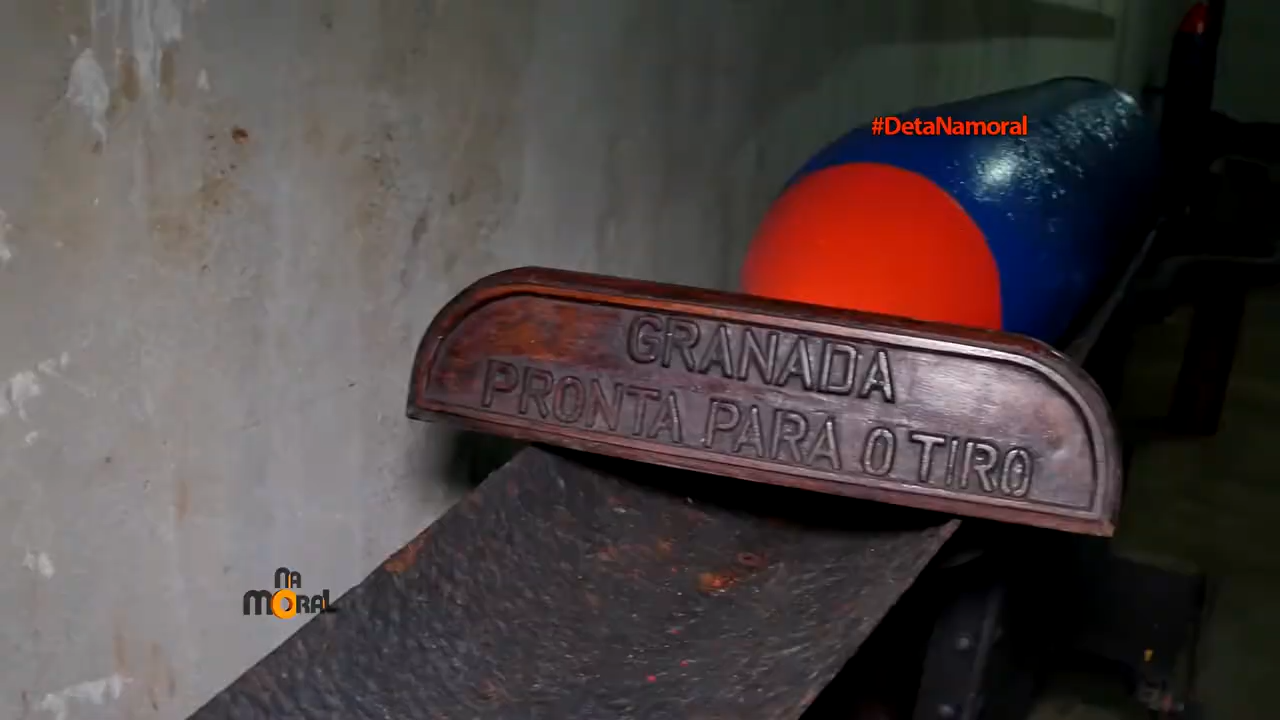 #DetaNamoral
GRANADA
PRONTA PARA O TIRO
NA
MORAL